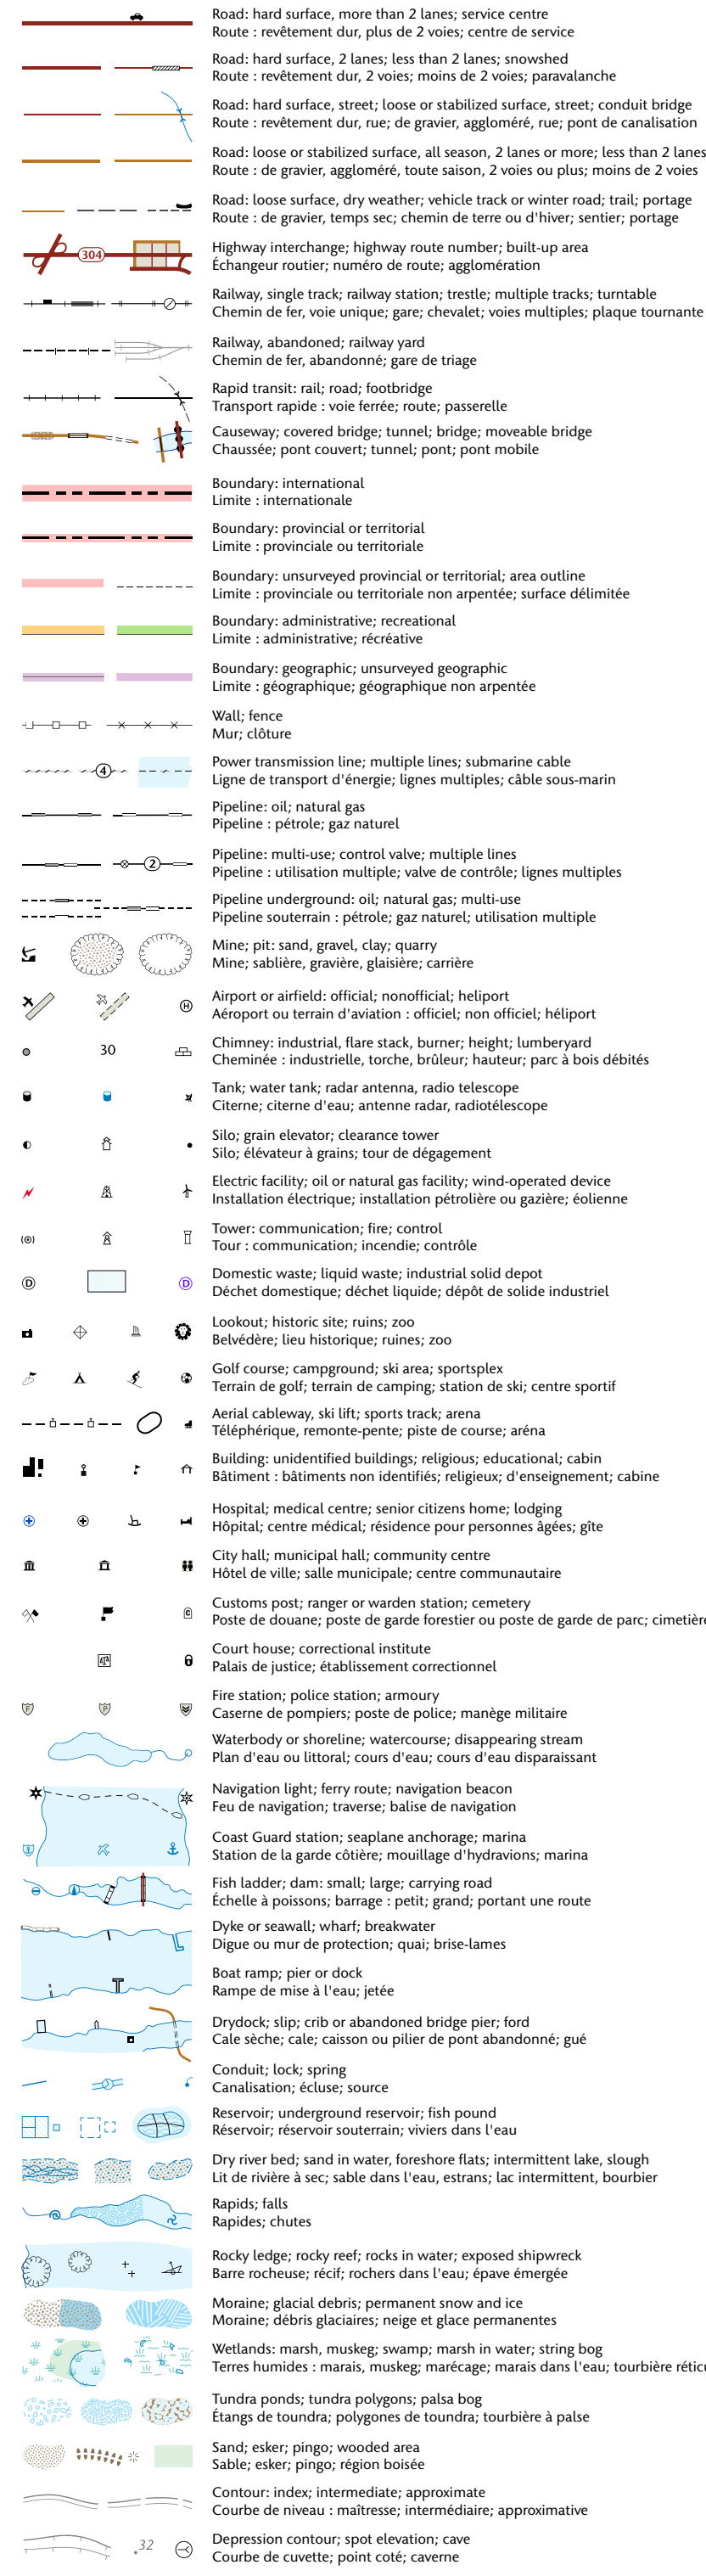 Road: hard surface, more than 2 lanes; service centre
Route : revêtement dur, plus de 2 voies; centre de service
Road: hard surface, 2 lanes; less than 2 lanes; snowshed
Route : revêtement dur, 2 voies; moins de 2 voies; paravalanche
Road: hard surface, street; loose or stabilized surface, street; conduit bridge
Route : revêtement dur, rue; de gravier, aggloméré, rue; pont de canalisation
Road: loose or stabilized surface, all season, 2 lanes or more; less than 2 lanes
Route : de gravier, aggloméré, toute saison, 2 voies ou plus; moins de 2 voies
Road: loose surface, dry weather; vehicle track or winter road; trail; portage
Route : de gravier, temps sec; chemin de terre ou d'hiver; sentier; portage
304
Highway interchange; highway route number; built-up area
Échangeur routier; numéro de route; agglomération
Railway, single track; railway station; trestle; multiple tracks; turntable
Chemin de fer, voie unique; gare; chevalet; voies multiples; plaque tournante
Railway, abandoned; railway yard
Chemin de fer, abandonné; gare de triage
Rapid transit: rail; road; footbridge
Transport rapide : voie ferrée; route; passerelle
Causeway; covered bridge; tunnel; bridge; moveable bridge
Chaussée; pont couvert; tunnel; pont; pont mobile
Boundary: international
Limite : internationale
Boundary: provincial or territorial
Limite : provinciale ou territoriale
Boundary: unsurveyed provincial or territorial; area outline
Limite : provinciale ou territoriale non arpentée; surface délimitée
Boundary: administrative; recreational
Limite : administrative; récréative
Boundary: geographic; unsurveyed geographic
Limite : géographique; géographique non arpentée
Wall; fence
Mur; clôture
4
Power transmission line; multiple lines; submarine cable
Ligne de transport d'énergie; lignes multiples; câble sous-marin
Pipeline: oil; natural gas
Pipeline : pétrole; gaz naturel
2
Pipeline: multi-use; control valve; multiple lines
Pipeline : utilisation multiple; valve de contrôle; lignes multiples
Pipeline underground: oil; natural gas; multi-use
Pipeline souterrain : pétrole; gaz naturel; utilisation multiple
Mine; pit: sand, gravel, clay; quarry
Mine; sablière, gravière, glaisière; carrière
H
Airport or airfield: official; nonofficial; heliport
Aéroport ou terrain d'aviation : officiel; non officiel; héliport
30
Chimney: industrial, flare stack, burner; height; lumberyard
Cheminée : industrielle, torche, brûleur; hauteur; parc à bois débités
Tank; water tank; radar antenna, radio telescope
Citerne; citerne d'eau; antenne radar, radiotélescope
Silo; grain elevator; clearance tower
Silo; élévateur à grains; tour de dégagement
Electric facility; oil or natural gas facility; wind-operated device
Installation électrique; installation pétrolière ou gazière; éolienne
Tower: communication; fire; control
Tour : communication; incendie; contrôle
D D
Domestic waste; liquid waste; industrial solid depot
Déchet domestique; déchet liquide; dépôt de solide industriel
Lookout; historic site; ruins; zoo
Belvédère; lieu historique; ruines; zoo
Golf course; campground; ski area; sportsplex
Terrain de golf; terrain de camping; station de ski; centre sportif
Aerial cableway, ski lift; sports track; arena
Téléphérique, remonte-pente; piste de course; aréna
Building: unidentified buildings; religious; educational; cabin
Bâtiment : bâtiments non identifiés; religieux; d'enseignement; cabine
Hospital; medical centre; senior citizens home; lodging
Hôpital; centre médical; résidence pour personnes âgées; gîte
City hall; municipal hall; community centre
Hôtel de ville; salle municipale; centre communautaire
C
Customs post; ranger or warden station; cemetery
Poste de douane; poste de garde forestier ou poste de garde de parc; cimetière
Court house; correctional institute
Palais de justice; établissement correctionnel
F P
Fire station; police station; armoury
Caserne de pompiers; poste de police; manège militaire
Waterbody or shoreline; watercourse; disappearing stream
Plan d'eau ou littoral; cours d'eau; cours d'eau disparaissant
Navigation light; ferry route; navigation beacon
Feu de navigation; traverse; balise de navigation
Coast Guard station; seaplane anchorage; marina
Station de la garde côtière; mouillage d'hydravions; marina
Fish ladder; dam: small; large; carrying road
Échelle à poissons; barrage : petit; grand; portant une route
Dyke or seawall; wharf; breakwater
Digue ou mur de protection; quai; brise-lames
Boat ramp; pier or dock
Rampe de mise à l'eau; jetée
Drydock; slip; crib or abandoned bridge pier; ford
Cale sèche; cale; caisson ou pilier de pont abandonné; gué
Conduit; lock; spring
Canalisation; écluse; source
Reservoir; underground reservoir; fish pound
Réservoir; réservoir souterrain; viviers dans l'eau
Dry river bed; sand in water, foreshore flats; intermittent lake, slough
Lit de rivière à sec; sable dans l'eau, estrans; lac intermittent, bourbier
Rapids; falls
Rapides; chutes
Rocky ledge; rocky reef; rocks in water; exposed shipwreck
Barre rocheuse; récif; rochers dans l'eau; épave émergée
Moraine; glacial debris; permanent snow and ice
Moraine; débris glaciaires; neige et glace permanentes
Wetlands: marsh, muskeg; swamp; marsh in water; string bog
Terres humides : marais, muskeg; marécage; marais dans l'eau; tourbière
Tundra ponds; tundra polygons; palsa bog
Étangs de toundra; polygones de toundra; tourbière à palse
Sand; esker; pingo; wooded area
Sable; esker; pingo; région boisée
Contour: index; intermediate; approximate
Courbe de niveau : maîtresse; intermédiaire; approximative
.32
Depression contour; spot elevation; cave
Courbe de cuvette; point coté; caverne